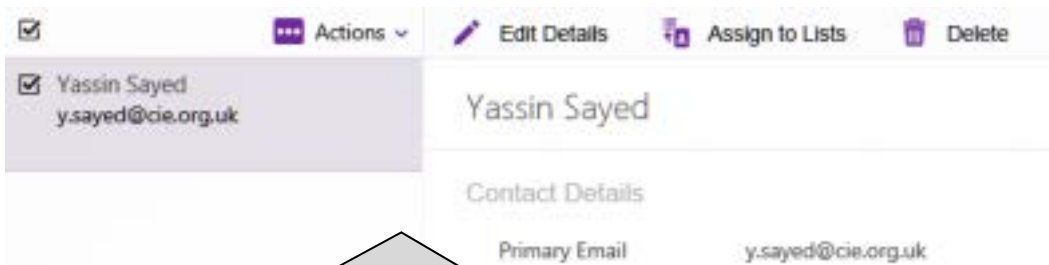 Actions
Edit Details
Assign to Lists
Delete
Yassin Sayed
y.sayed@cie.org.uk
Yassin Sayed
Contact Details
Primary Email y.sayed@cie.org.uk